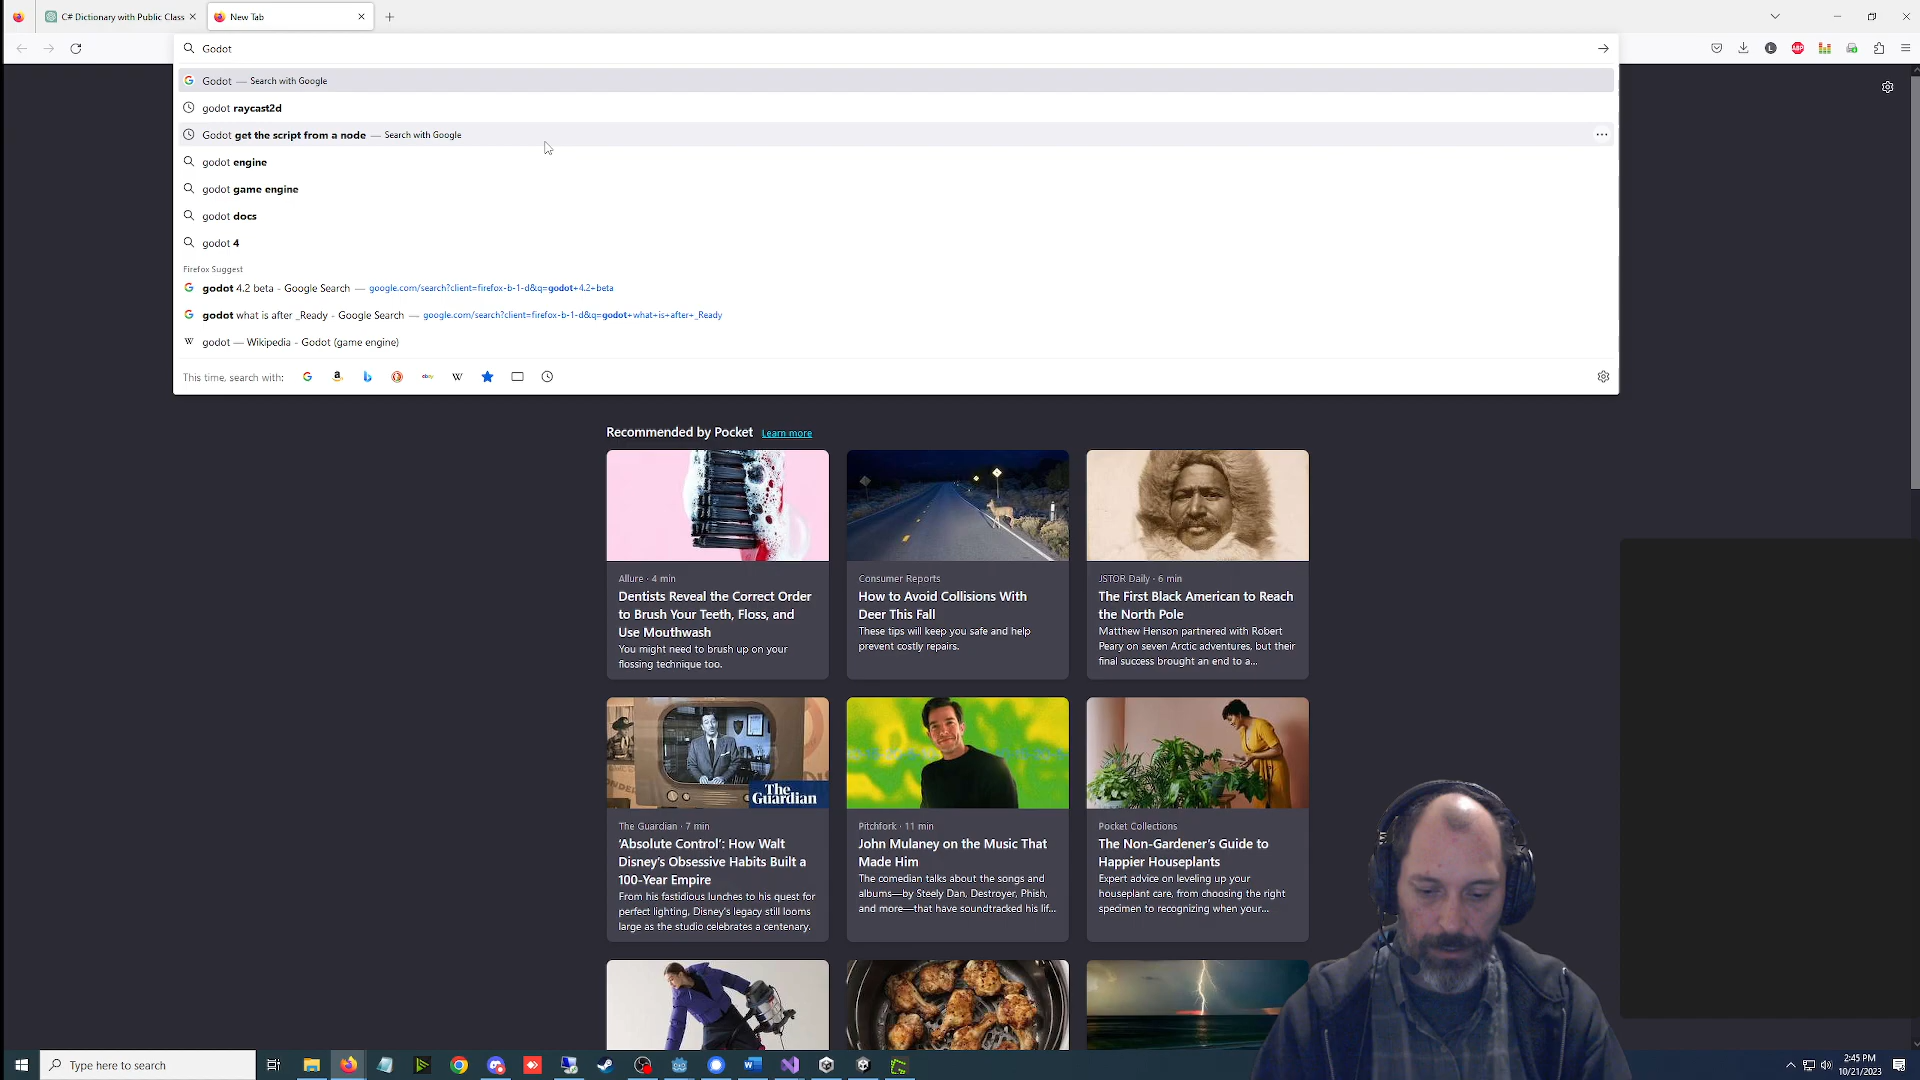 C# Dictionary with Public Class
New Tab
Godot
Godot — Search with Google
godot raycast2d
Godot get the script from a node — Search with Google
godot engine
godot game engine
godot docs
godot 4
Firefox Suggest
godot 4.2 beta - Google Search — google.com/search?client=firefox-b-1-d&q=godot+4.2+beta
godot what is after _Ready - Google Search — google.com/search?client=firefox-b-1-d&q=godot+what+is+after+_Ready
godot — Wikipedia - Godot (game engine)
This time, search with:
Recommended by Pocket Learn more
Allure · 4 min
Dentists Reveal the Correct Order
to Brush Your Teeth, Floss, and
Use Mouthwash
You might need to brush up on your
flossing technique too.
Consumer Reports
How to Avoid Collisions With
Deer This Fall
These tips will keep you safe and help
prevent costly repairs.
JSTOR Daily · 6 min
The First Black American to Reach
the North Pole
Matthew Henson partnered with Robert
Peary on seven Arctic adventures, but their
final success brought an end to a...
The
Guardian
The Guardian · 7 min
‘Absolute Control’: How Walt
Disney’s Obsessive Habits Built a
100-Year Empire
From his fastidious lunches to his quest for
perfect lighting, Disney’s legacy still looms
large as the studio celebrates a centenary.
Pitchfork · 11 min
John Mulaney on the Music That
Made Him
The comedian talks about the songs and
albums—by Steely Dan, Destroyer, Phish,
and more—that have soundtracked his lif...
Pocket Collections
The Non-Gardener’s Guide to
Happier Houseplants
Expert advice on leveling up your
houseplant care, from choosing the right
specimen to recognizing when your...
Type here to search
2:45 PM
10/21/2023